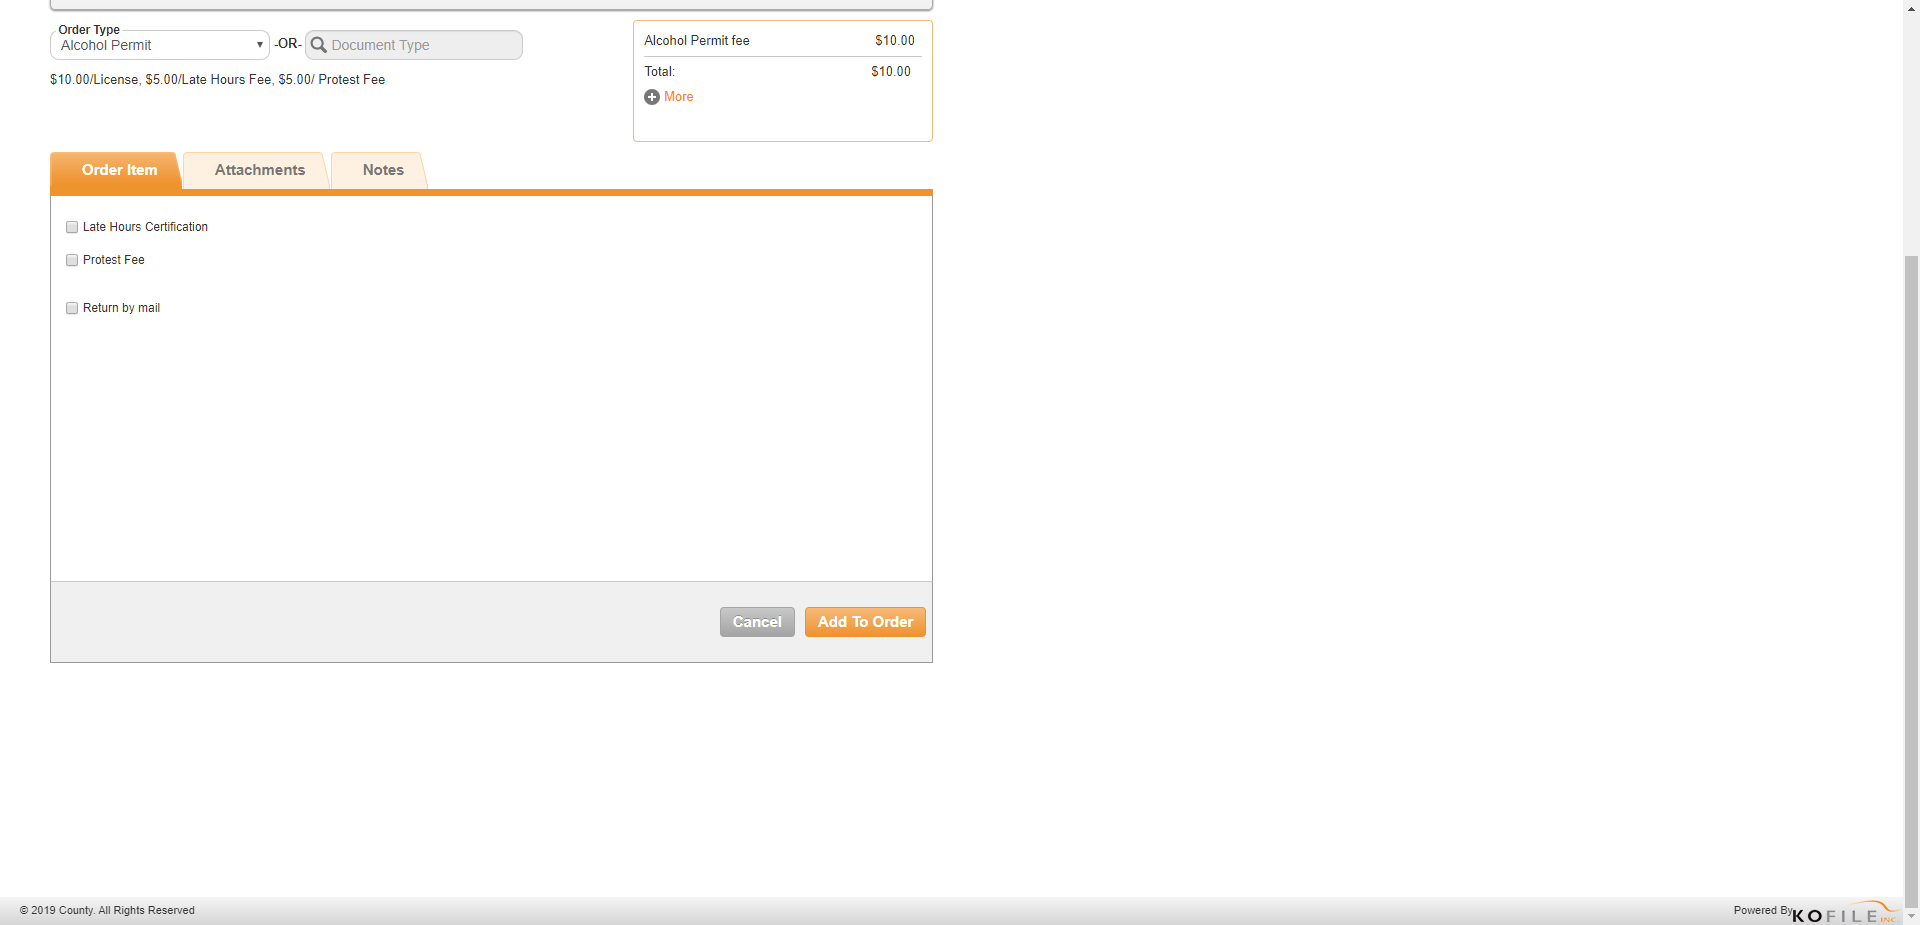 Order Type
Alcohol Permit
-OR-
Document Type
$10.00/License, $5.00/Late Hours Fee, $5.00/ Protest Fee
Alcohol Permit fee $10.00
Total: $10.00
More
Order Item
Attachments
Notes
Late Hours Certification
Protest Fee
Return by mail
Cancel
Add To Order
© 2019 County. All Rights Reserved
Powered By
KOFILE INC.